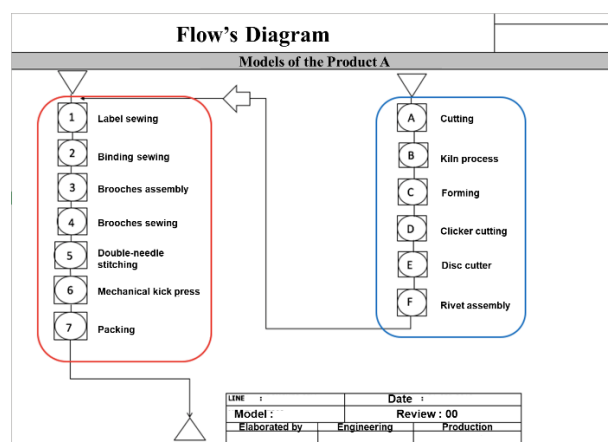 Flow's Diagram
Models of the Product A
1 Label sewing
2 Binding sewing
3 Brooches assembly
4 Brooches sewing
5 Double-needle
stitching
6 Mechanical kick press
7 Packing
A Cutting
B Kiln process
C Forming
D Clicker cutting
E Disc cutter
F Rivet assembly
LINE : Date :
Model : Review : 00
Elaborated by Engineering Production